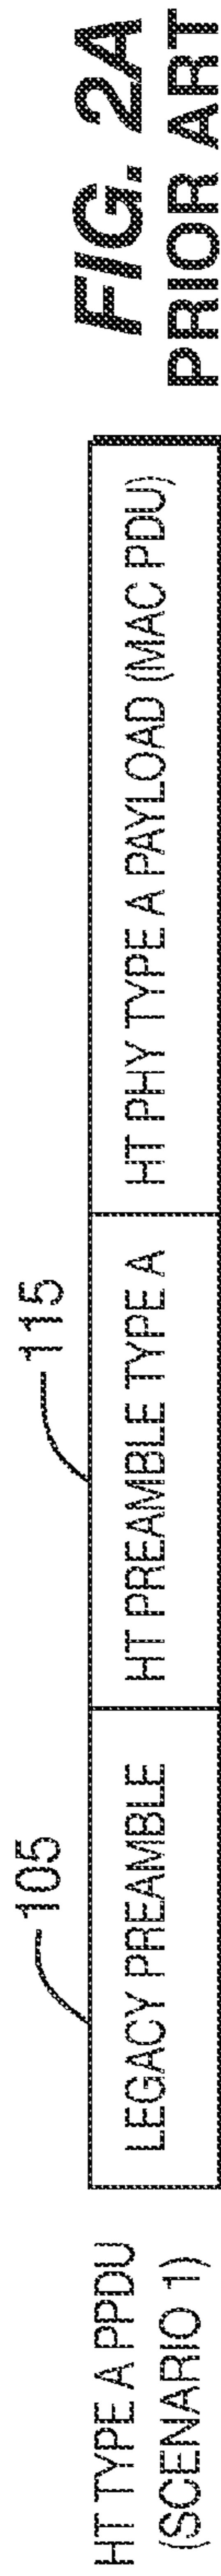 HT TYPE A PPDU
(SCENARIO 1)
105
LEGACY PREAMBLE
115
HT PREAMBLE TYPE A
HT PHY TYPE A PAYLOAD (MAC PDU)
FIG. 2A
PRIOR ART